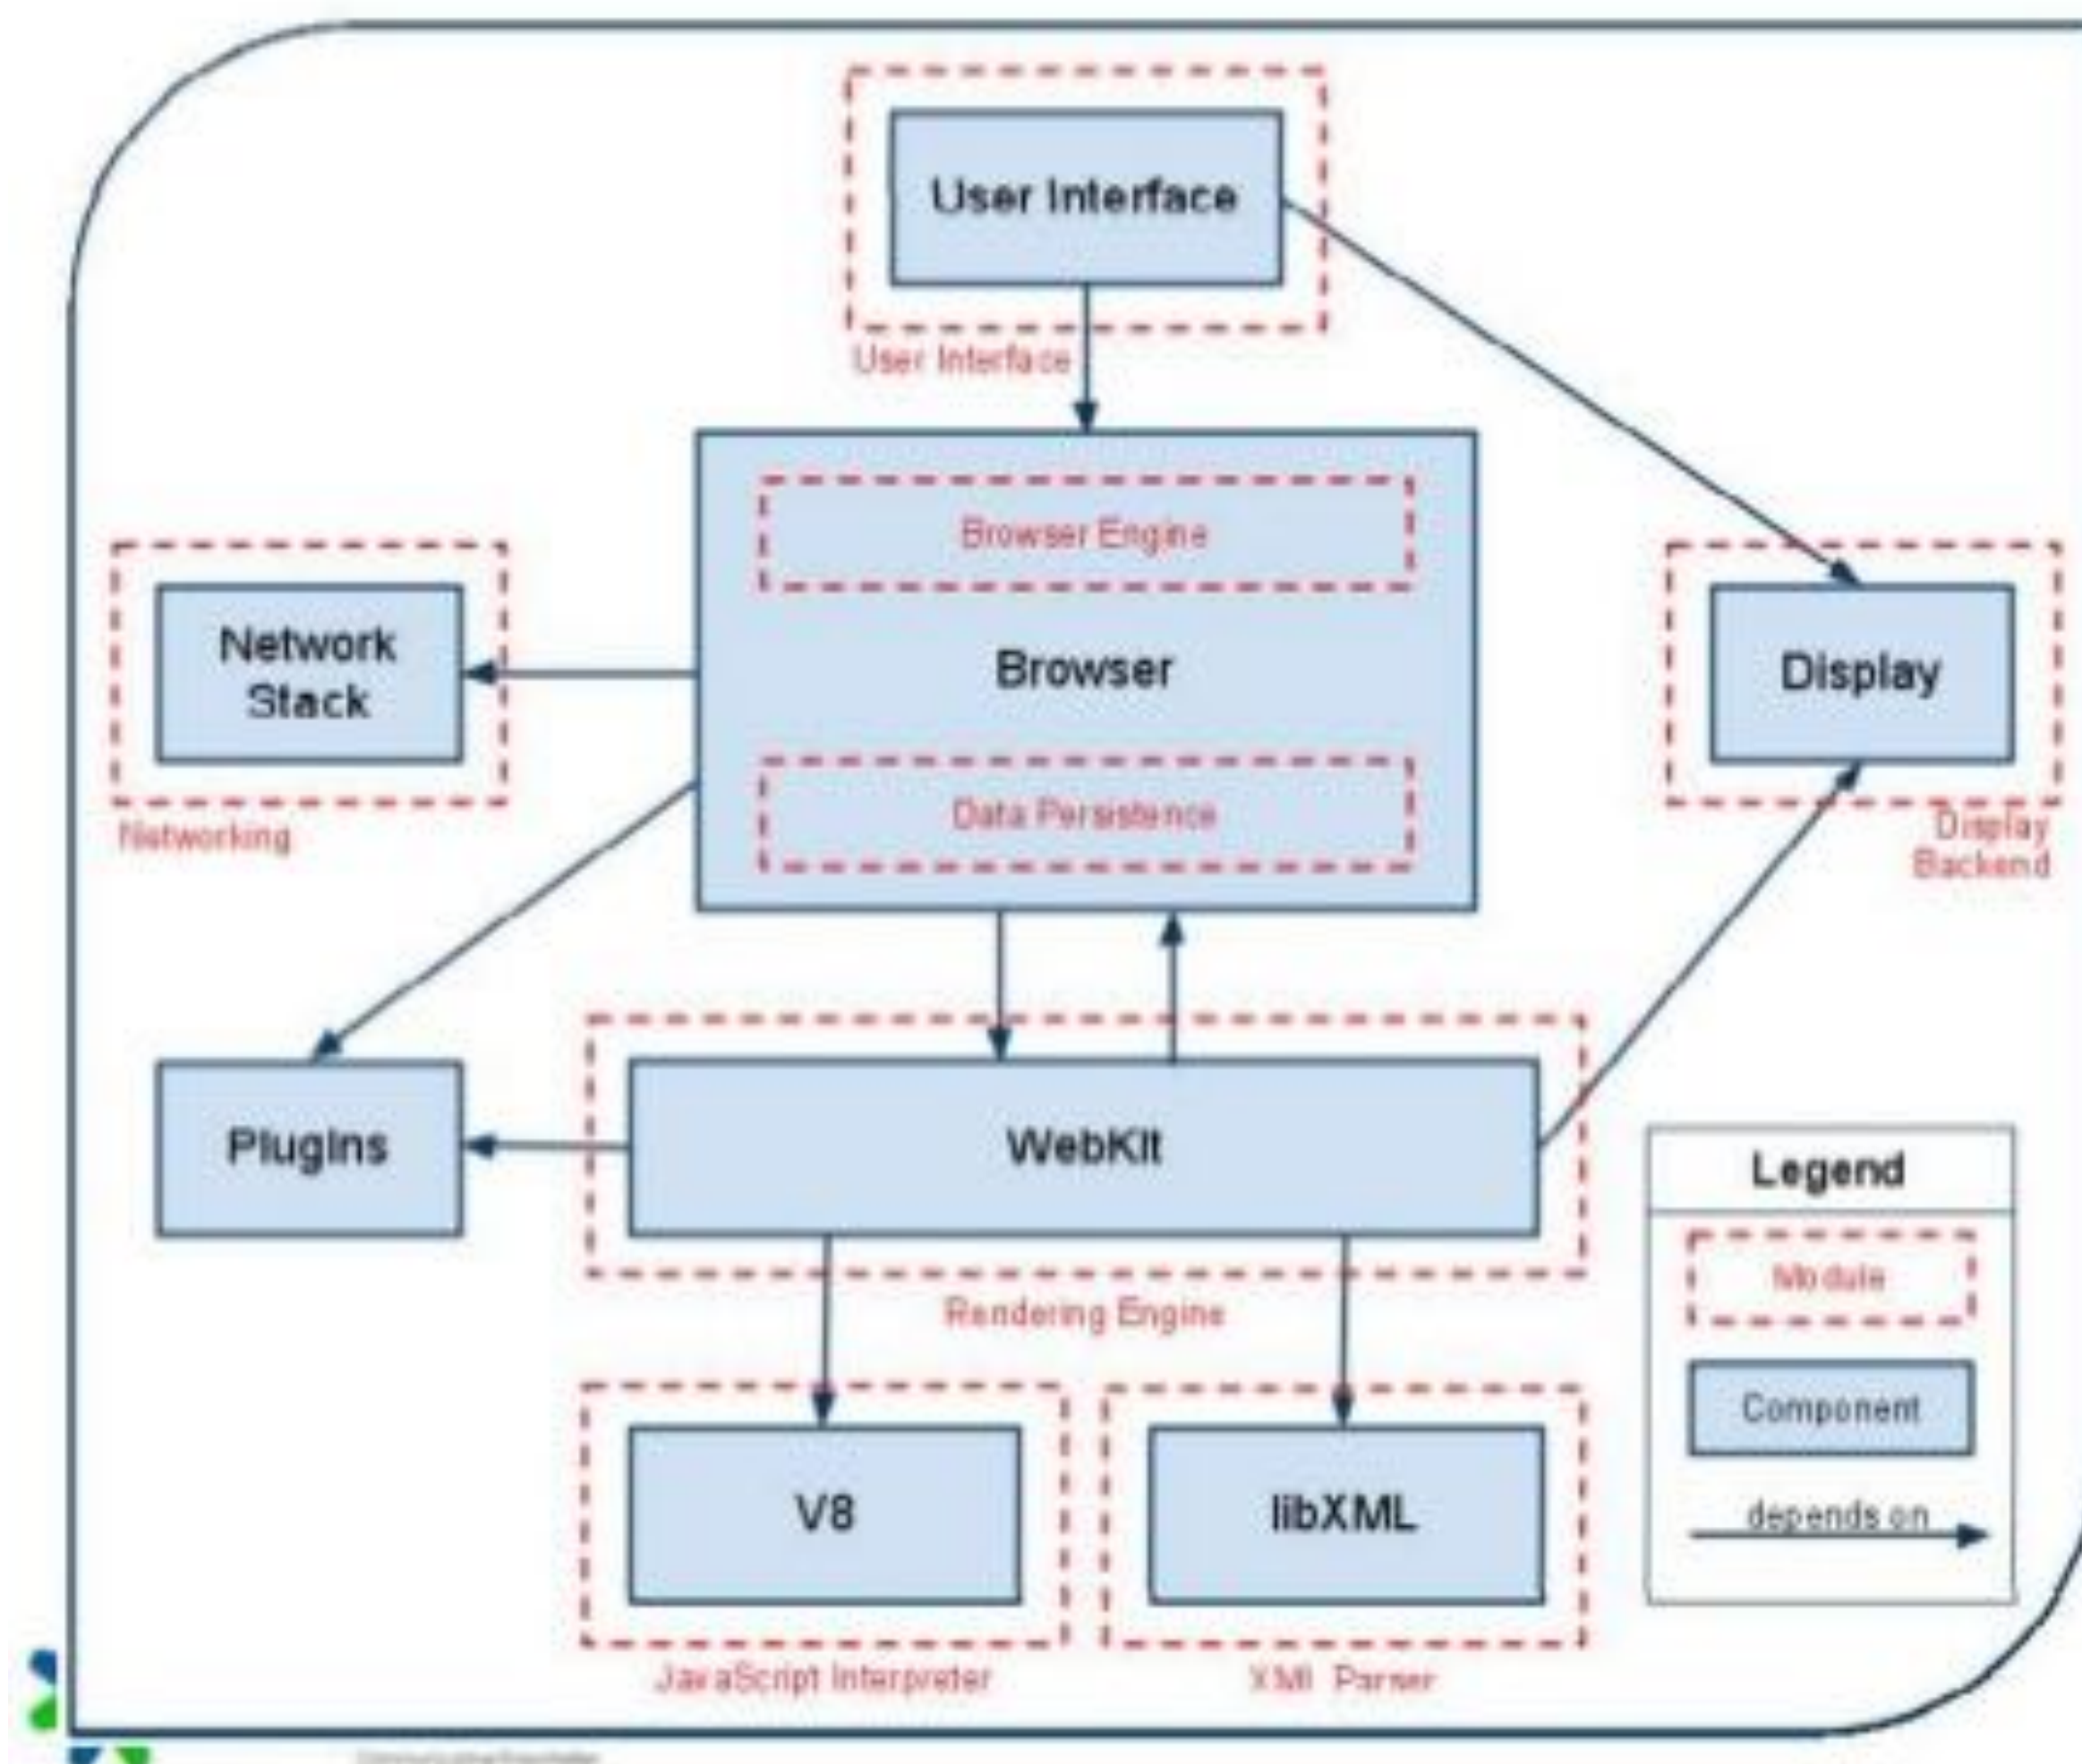 User Interface
User Interface
Browser Engine
Network
Stack
Browser
Display
Networking
Data Persistence
Display
Backend
Plugins
WebKit
Legend
Module
Rendering Engine
Component
V8
libXML
depends on
JavaScript Interpreter
XML Parser